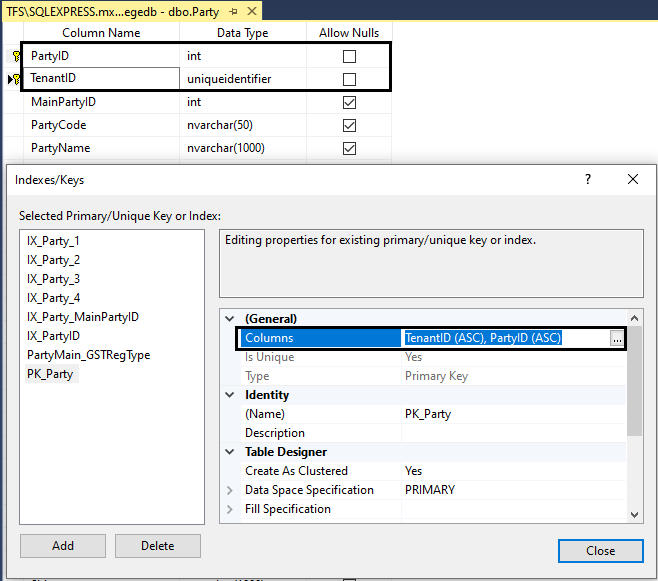 TFS\SQLEXPRESS.mx...egedb - dbo.Party
Column Name Data Type Allow Nulls
PartyID int
TenantID uniqueidentifier
MainPartyID int
PartyCode nvarchar(50)
PartyName nvarchar(1000)
Indexes/Keys ?
Selected Primary/Unique Key or Index:
IX_Party_1
IX_Party_2
IX_Party_3
IX_Party_4
IX_Party_MainPartyID
IX_PartyID
PartyMain_GSTRegType
PK_Party
Editing properties for existing primary/unique key or index.
(General)
Columns TenantID (ASC), PartyID (ASC) ...
Is Unique Yes
Type Primary Key
Identity
(Name) PK_Party
Description
Table Designer
Create As Clustered Yes
Data Space Specification PRIMARY
Fill Specification
Add Delete
Close